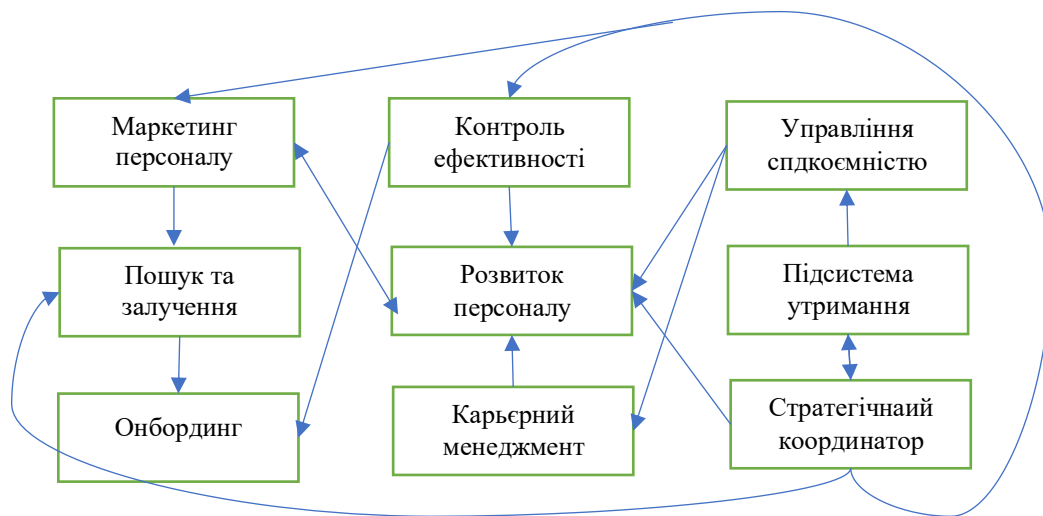 Маркетинг
персоналу
Контроль
ефективності
Управління
спдкоємністю
Пошук та
залучення
Розвиток
персоналу
Підсистема
утримання
Онбординг
Карьєрний
менеджмент
Стратегічнаий
координатор